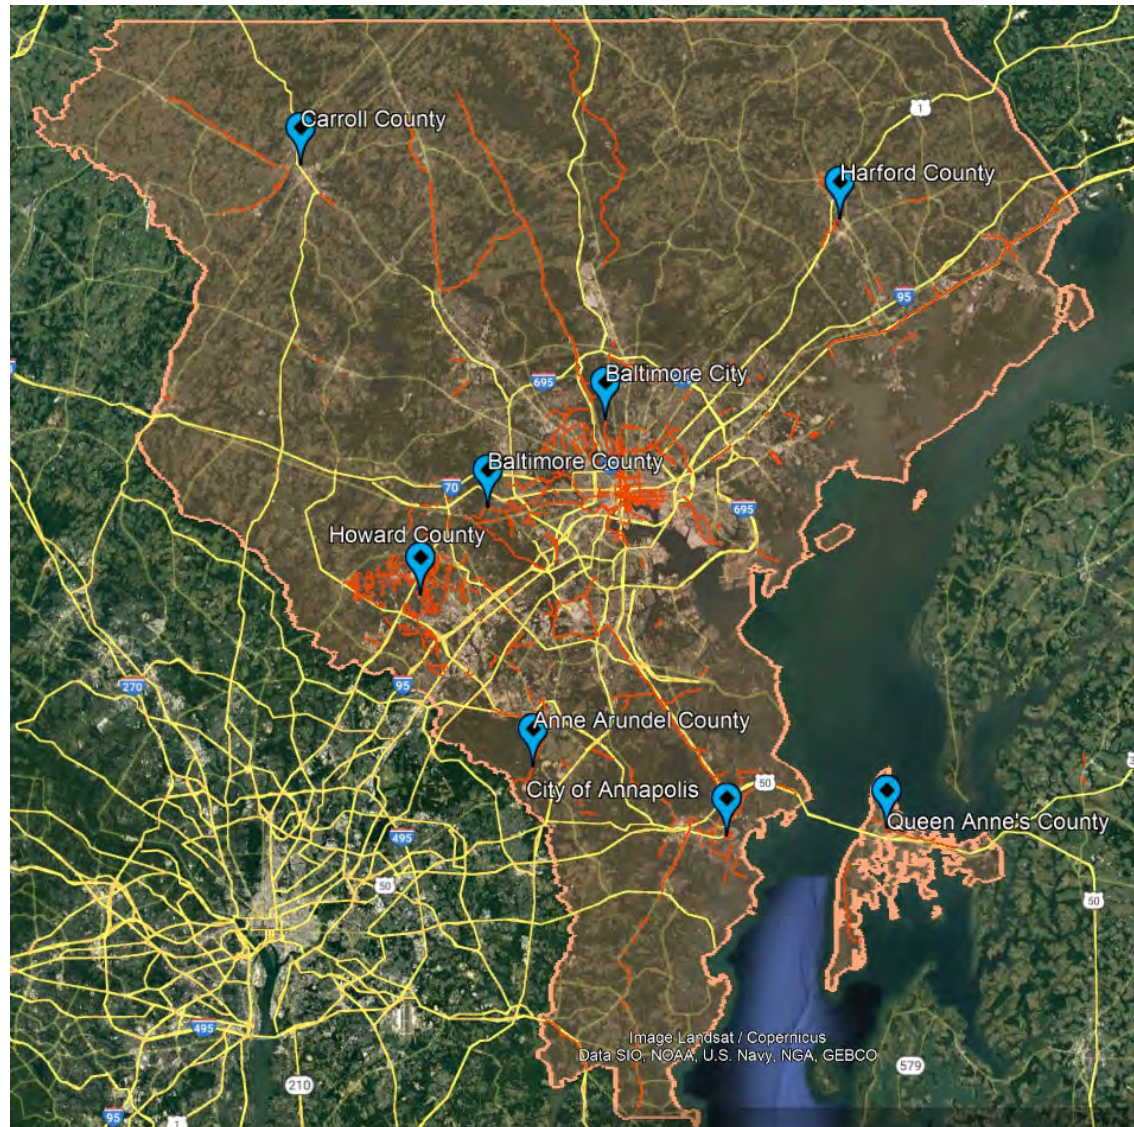 Carroll County
1
Harford County
95
695
Baltimore City
Baltimore County
70
695
Howard County
270
95
Anne Arundel County
50
City of Annapolis
Queen Anne's County
495
50
50
Image Landsat / Copernicus
Data SIO, NOAA, U.S. Navy, NGA, GEBCO
495
579
210
95
1